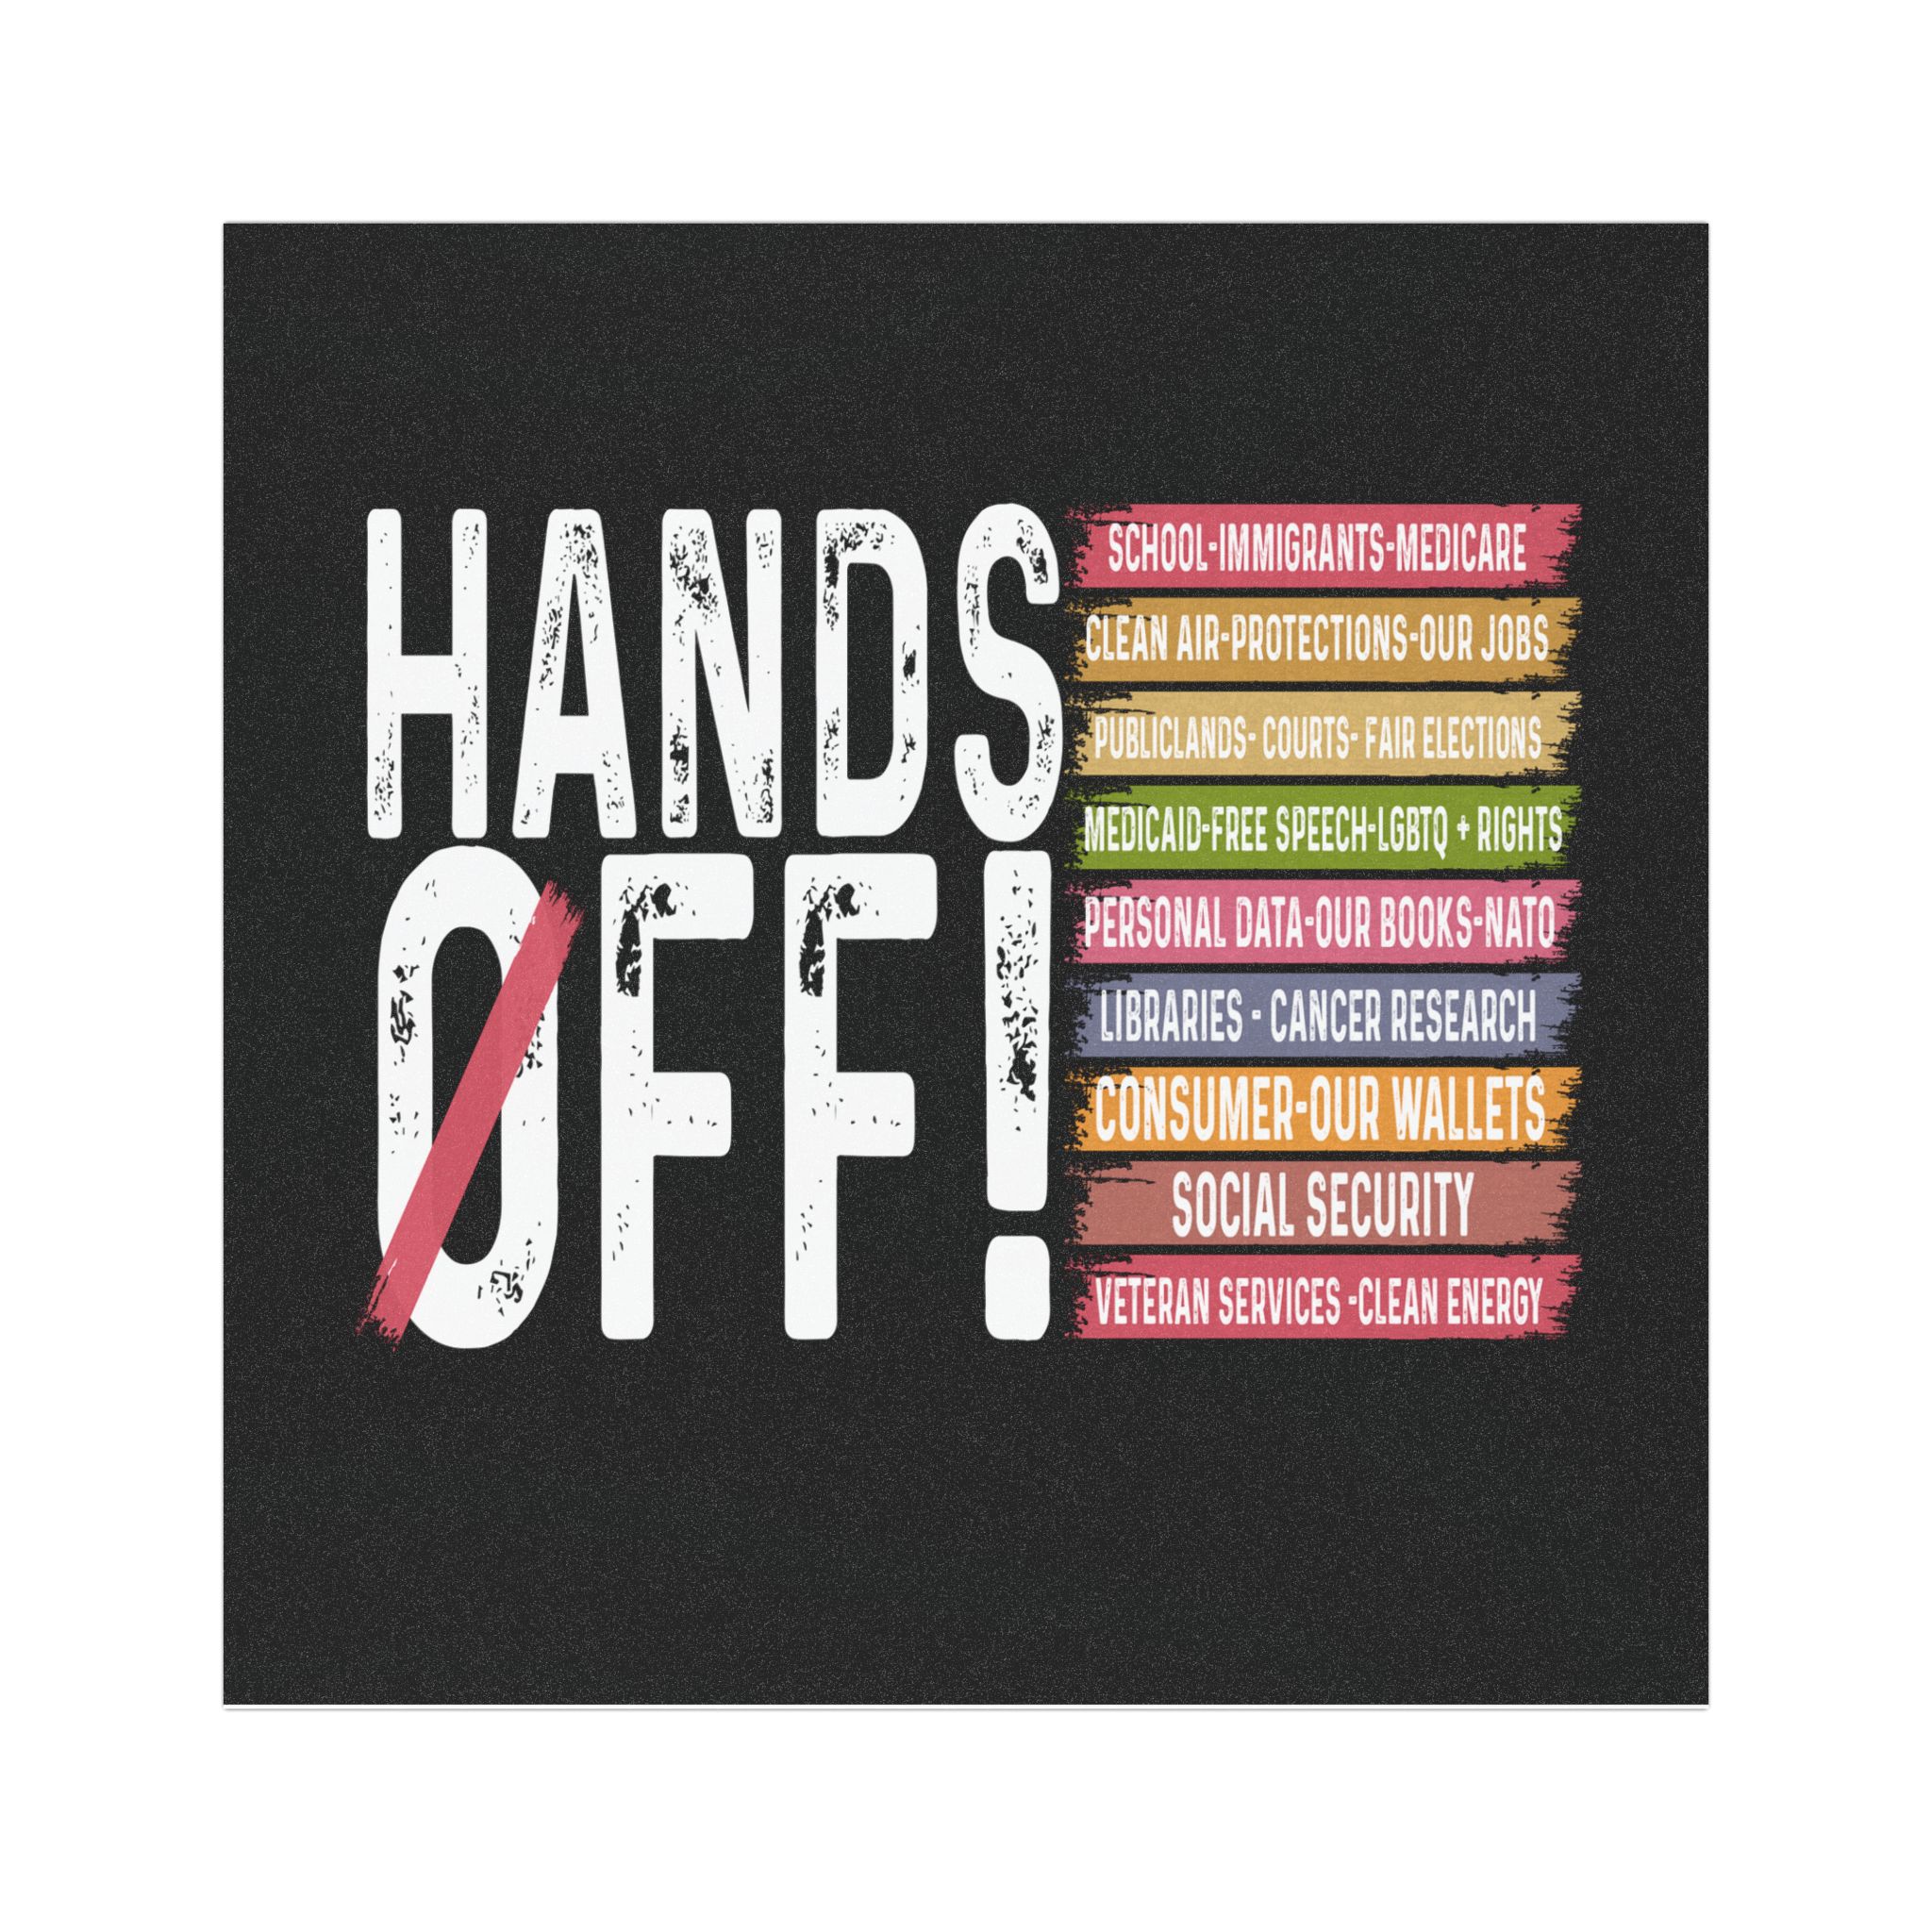 HANDS
OFF!
SCHOOL-IMMIGRANTS-MEDICARE
CLEAN AIR-PROTECTIONS-OUR JOBS
PUBLICLANDS- COURTS- FAIR ELECTIONS
MEDICAID-FREE SPEECH-LGBTQ + RIGHTS
PERSONAL DATA-OUR BOOKS-NATO
LIBRARIES - CANCER RESEARCH
CONSUMER-OUR WALLETS
SOCIAL SECURITY
VETERAN SERVICES -CLEAN ENERGY